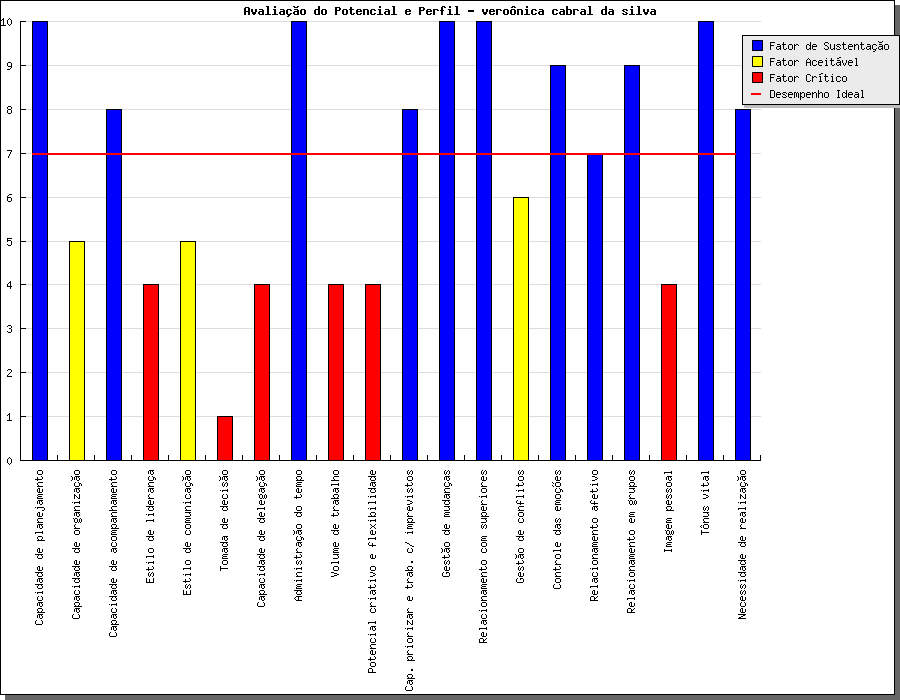 Avaliação do Potencial e Perfil - veroônica cabral da silva
10
9
8
7
6
5
4
3
2
1
0
Fator de Sustentação
Fator Aceitável
Fator Crítico
Desempenho Ideal
Capacidade de planejamento
Capacidade de organização
Capacidade de acompanhamento
Estilo de liderança
Estilo de comunicação
Tomada de decisão
Capacidade de delegação
Administração do tempo
Volume de trabalho
Potencial criativo e flexibilidade
Cap. priorizar e trab. c/ imprevistos
Gestão de mudanças
Relacionamento com superiores
Gestão de conflitos
Controle das emoções
Relacionamento afetivo
Relacionamento em grupos
Imagem pessoal
Tônus vital
Necessidade de realização